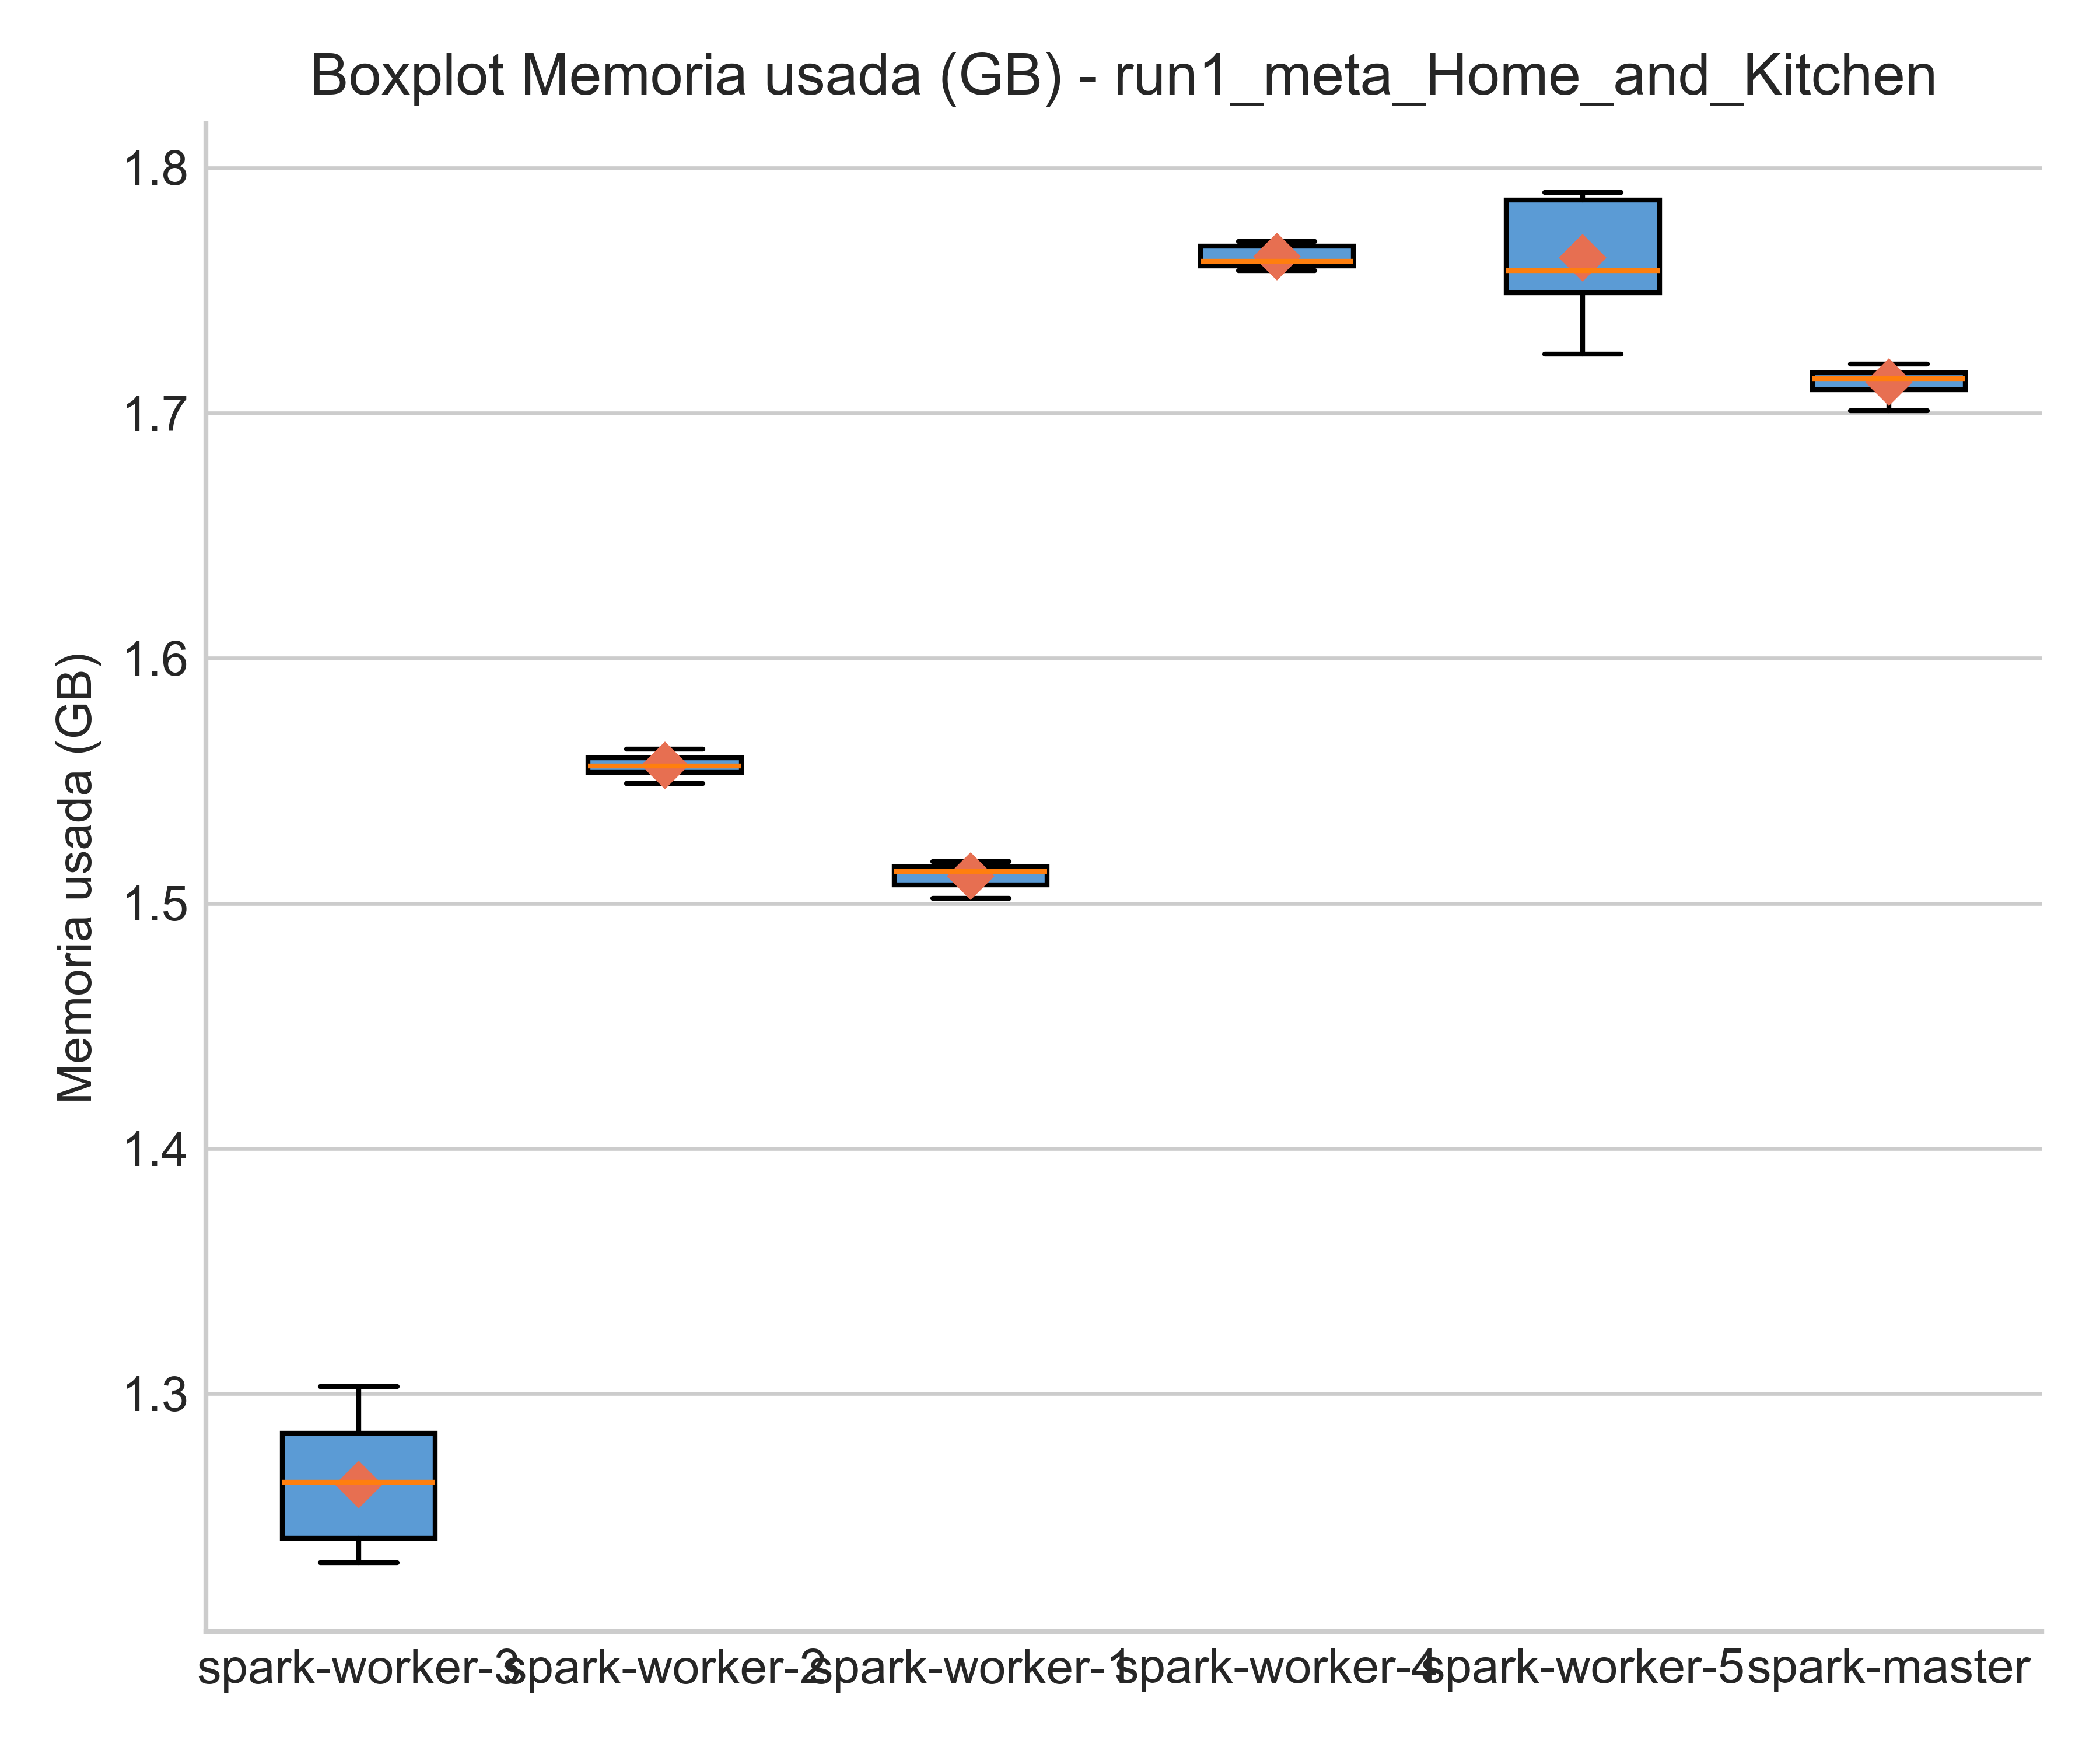 Boxplot Memoria usada (GB) - run1_meta_Home_and_Kitchen
Memoria usada (GB)
1.8
1.7
1.6
1.5
1.4
1.3
spark-worker-3 spark-worker-2 spark-worker-1 spark-worker-4 spark-worker-5 spark-master